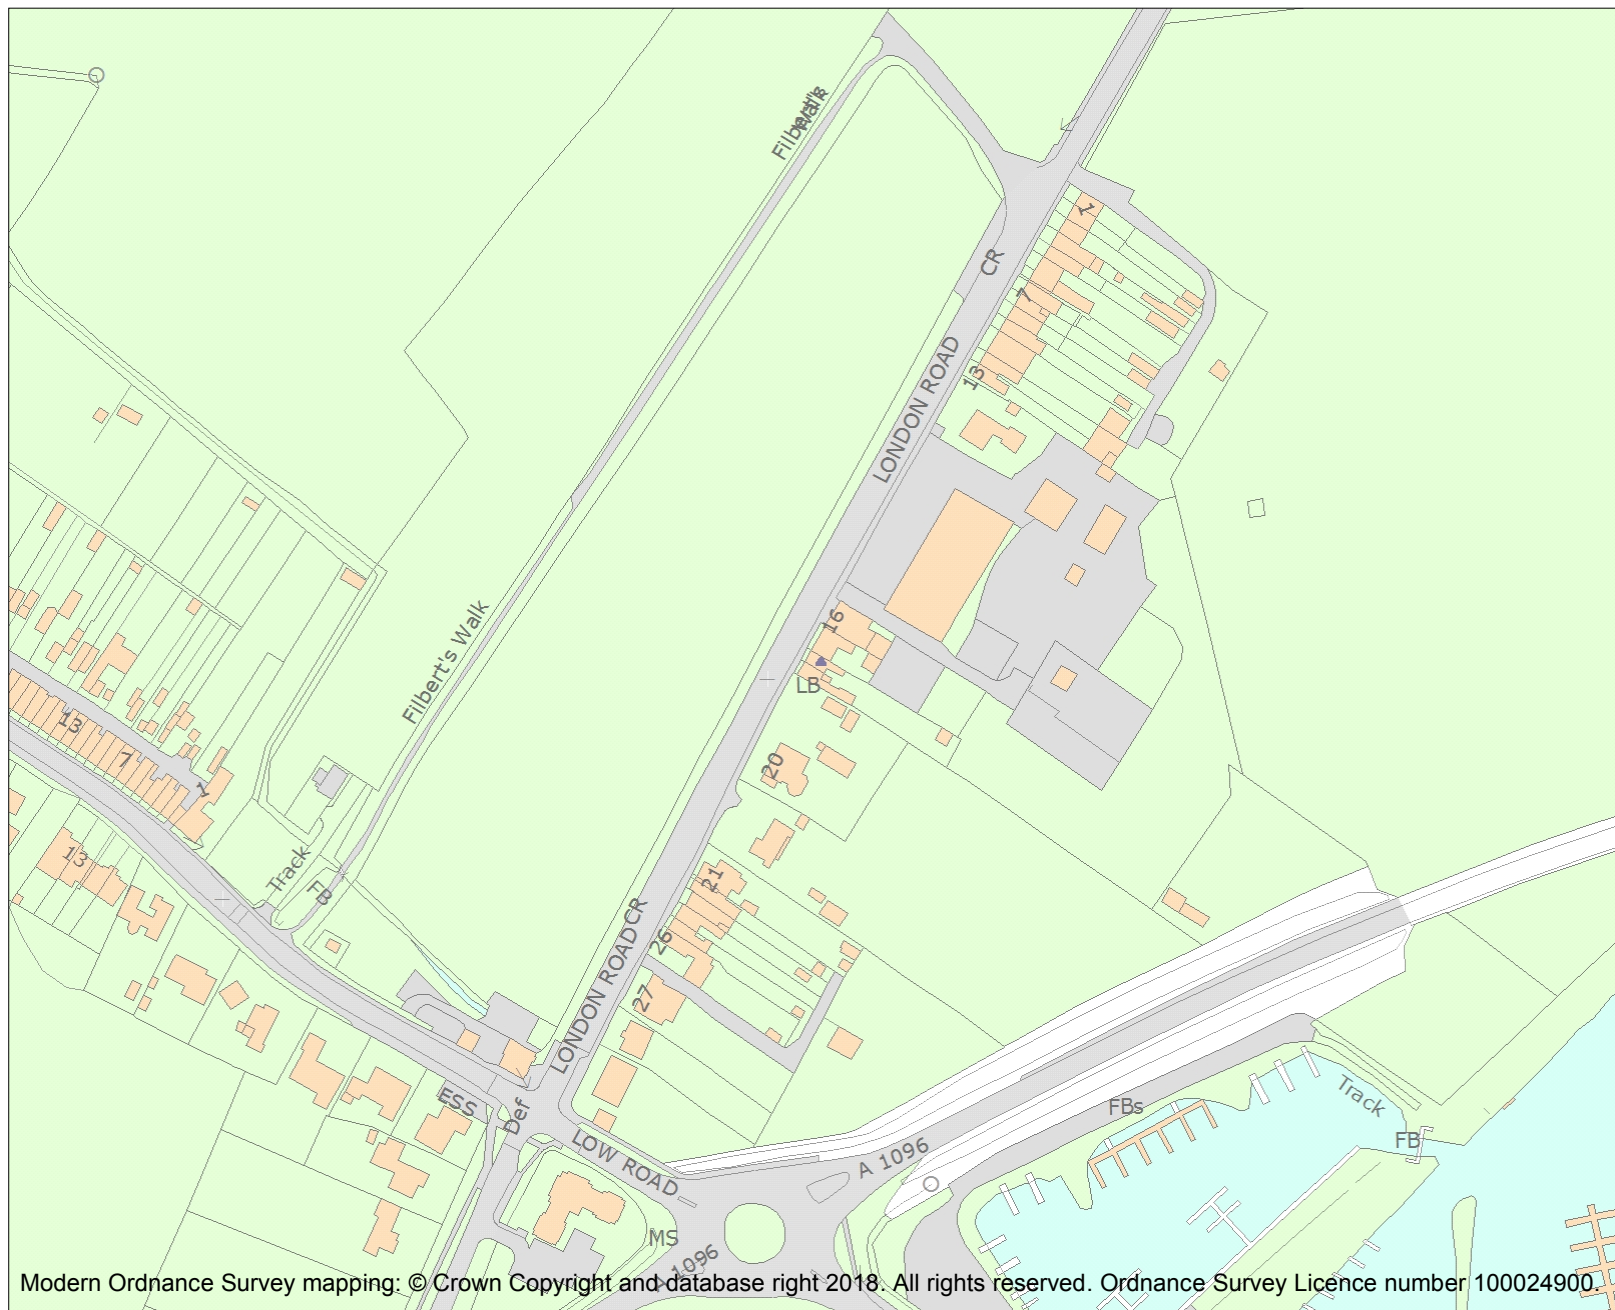 Filbert's
Walk
1
CR
7
LONDON ROAD
13
Filbert's Walk
16
LB
13
7
20
1
13
Track
FB
21
CR
26
LONDON ROAD
27
ESS
Def
FBs
Track
FB
LOW ROAD
A 1096
MS
A 1096
Modern Ordnance Survey mapping: © Crown Copyright and database right 2018. All rights reserved. Ordnance Survey Licence number 100024900.